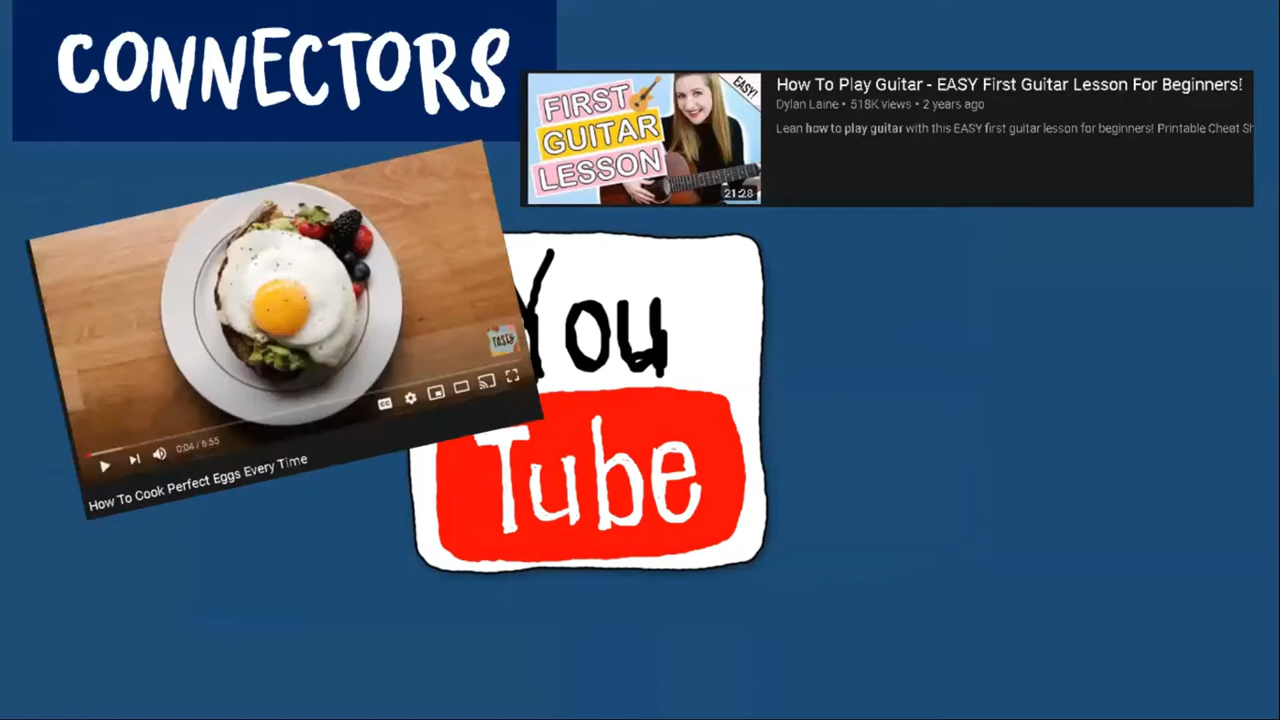 CONNECTORS
FIRST
GUITAR
LESSON
EASY!
21:28
How To Play Guitar - EASY First Guitar Lesson For Beginners!
Dylan Laine • 518K views • 2 years ago
Lean how to play guitar with this EASY first guitar lesson for beginners! Printable Cheat Sh
TASTY
CC
0:04 / 6:55
How To Cook Perfect Eggs Every Time
You
Tube